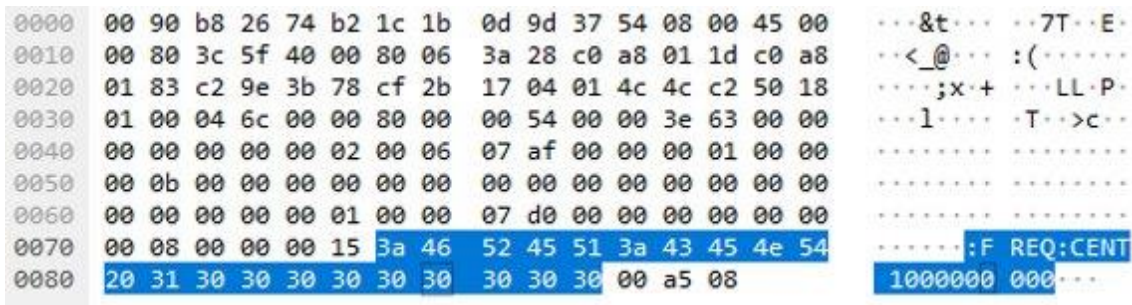 0000 00 90 b8 26 74 b2 1c 1b 0d 9d 37 54 08 00 45 00 ···&t··· ··7T··E·
0010 00 80 3c 5f 40 00 80 06 3a 28 c0 a8 01 1d c0 a8 ··<_@··· :(······
0020 01 83 c2 9e 3b 78 cf 2b 17 04 01 4c 4c c2 50 18 ····;x·+ ···LL·P·
0030 01 00 04 6c 00 00 80 00 00 54 00 00 3e 63 00 00 ···l···· ·T··>c··
0040 00 00 00 00 00 02 00 06 07 af 00 00 00 01 00 00 ········ ········
0050 00 0b 00 00 00 00 00 00 00 00 00 00 00 00 00 00 ········ ········
0060 00 00 00 00 00 01 00 00 07 d0 00 00 00 00 00 00 ········ ········
0070 00 08 00 00 00 15 3a 46 52 45 51 3a 43 45 4e 54 ······:F REQ:CENT
0080 20 31 30 30 30 30 30 30 30 30 30 00 a5 08 1000000 000···